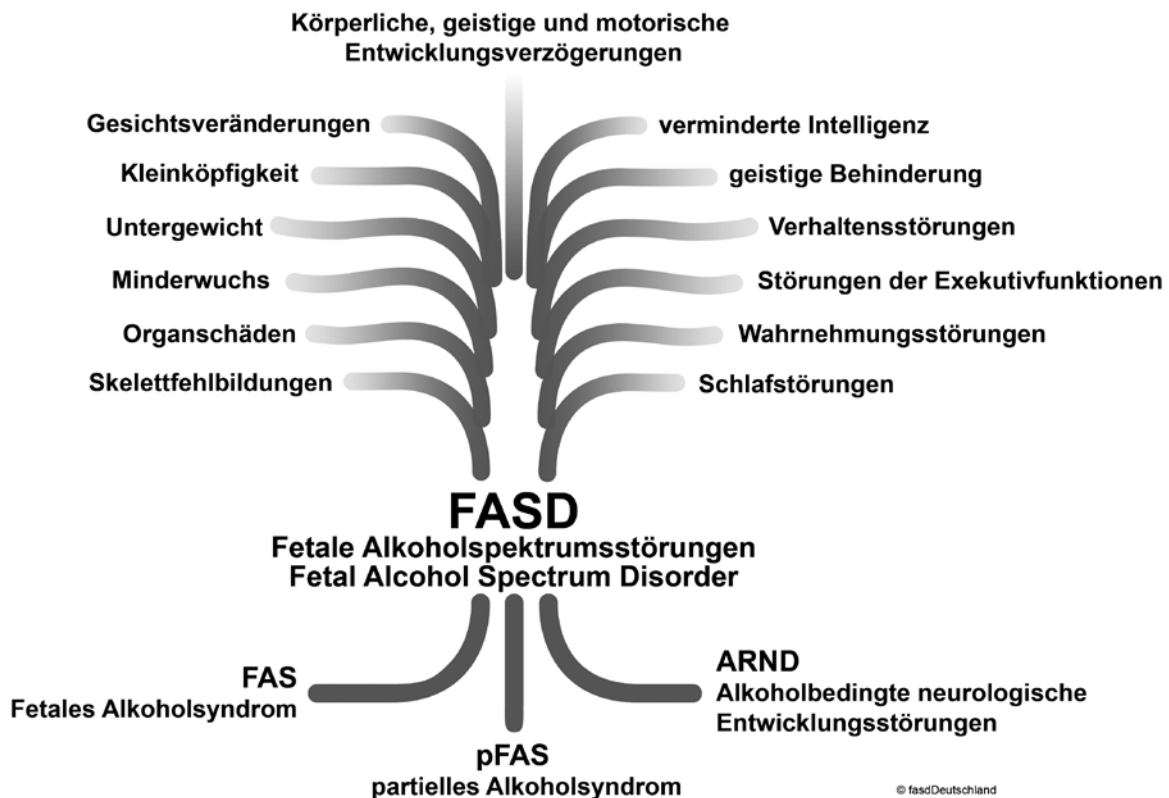 Körperliche, geistige und motorische
Entwicklungsverzögerungen
Gesichtsveränderungen
Kleinköpfigkeit
Untergewicht
Minderwuchs
Organschäden
Skelettfehlbildungen
verminderte Intelligenz
geistige Behinderung
Verhaltensstörungen
Störungen der Exekutivfunktionen
Wahrnehmungsstörungen
Schlafstörungen
FASD
Fetale Alkoholspektrumsstörungen
Fetal Alcohol Spectrum Disorder
FAS
Fetales Alkoholsyndrom
pFAS
partielles Alkoholsyndrom
ARND
Alkoholbedingte neurologische
Entwicklungsstörungen
© fasdDeutschland